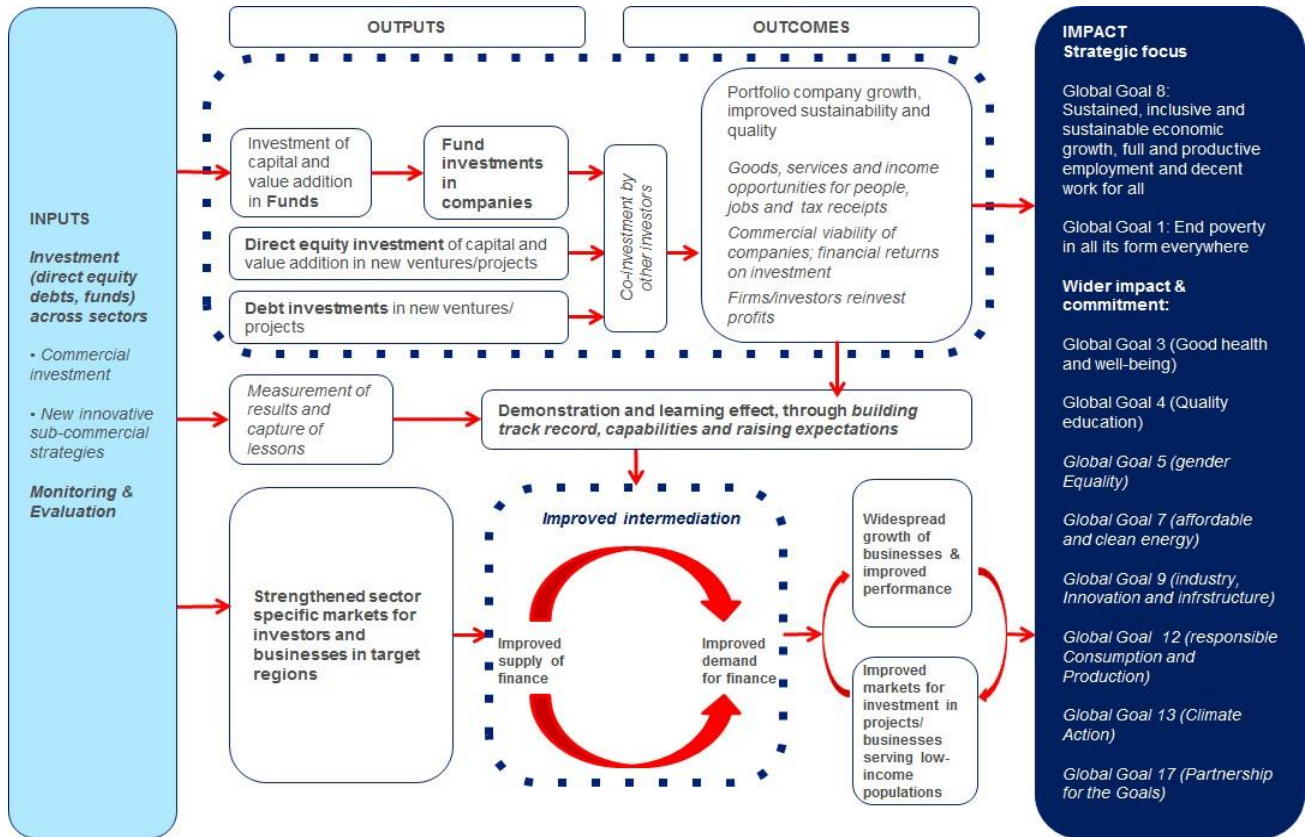 OUTPUTS
OUTCOMES
INPUTS
Investment
(direct equity
debts, funds)
across sectors
• Commercial
investment
• New innovative
sub-commercial
strategies
Monitoring &
Evaluation
Investment of
capital and
value addition
in Funds
Fund
investments
in
companies
Direct equity investment of capital and
value addition in new ventures/projects
Debt investments in new ventures/
projects
Co-Investment by
other investors
Portfolio company growth,
improved sustainability and
quality
Goods, services and income
opportunities for people,
jobs and tax receipts
Commercial viability of
companies; financial returns
on investment
Firms/investors reinvest
profits
Measurement of
results and
capture of
lessons
Demonstration and learning effect, through building
track record, capabilities and raising expectations
Strengthened sector
specific markets for
investors and
businesses in target
regions
Improved intermediation
Improved
supply of
finance
Improved
demand
for finance
Widespread
growth of
businesses &
improved
performance
Improved
markets for
investment in
projects/
businesses
serving low-
income
populations
IMPACT
Strategic focus
Global Goal 8:
Sustained, inclusive and
sustainable economic
growth, full and productive
employment and decent
work for all
Global Goal 1: End poverty
in all its form everywhere
Wider impact &
commitment:
Global Goal 3 (Good health
and well-being)
Global Goal 4 (Quality
education)
Global Goal 5 (gender
Equality)
Global Goal 7 (affordable
and clean energy)
Global Goal 9 (industry,
Innovation and infrstructure)
Global Goal 12 (responsible
Consumption and
Production)
Global Goal 13 (Climate
Action)
Global Goal 17 (Partnership
for the Goals)